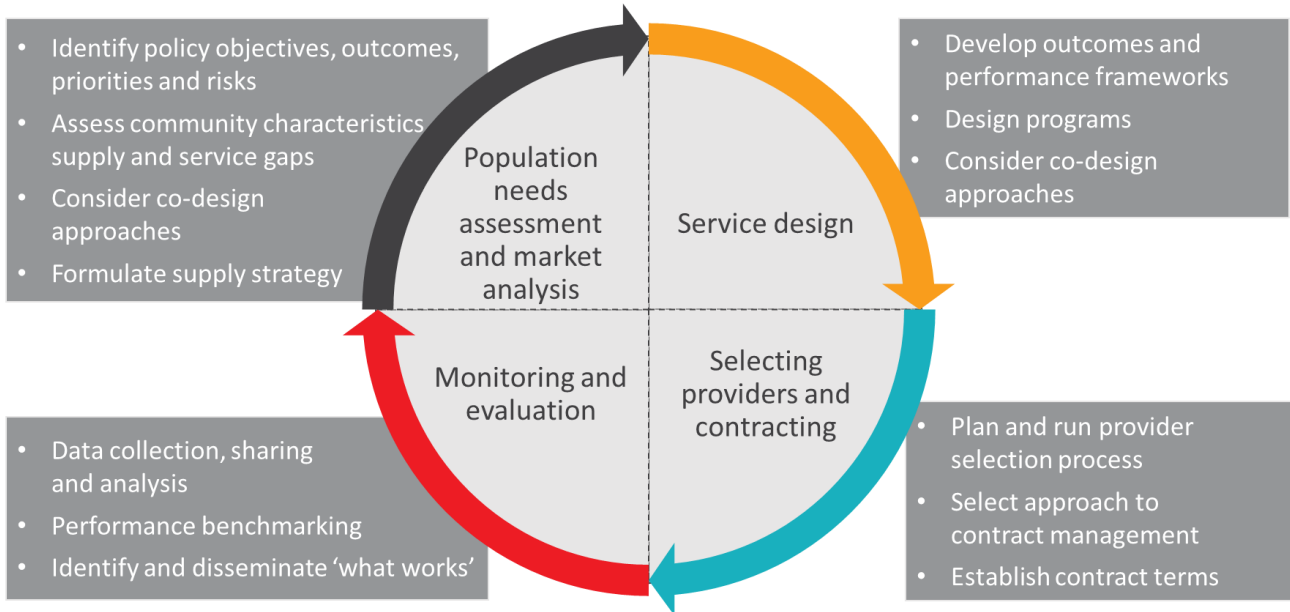 • Identify policy objectives, outcomes,
priorities and risks
• Assess community characteristics
supply and service gaps
• Consider co-design
approaches
• Formulate supply strategy
Population
needs
assessment
and market
analysis
Service design
• Develop outcomes and
performance frameworks
• Design programs
• Consider co-design
approaches
Monitoring and
evaluation
Selecting
providers and
contracting
• Data collection, sharing
and analysis
• Performance benchmarking
• Identify and disseminate ‘what works’
• Plan and run provider
selection process
• Select approach to
contract management
• Establish contract terms